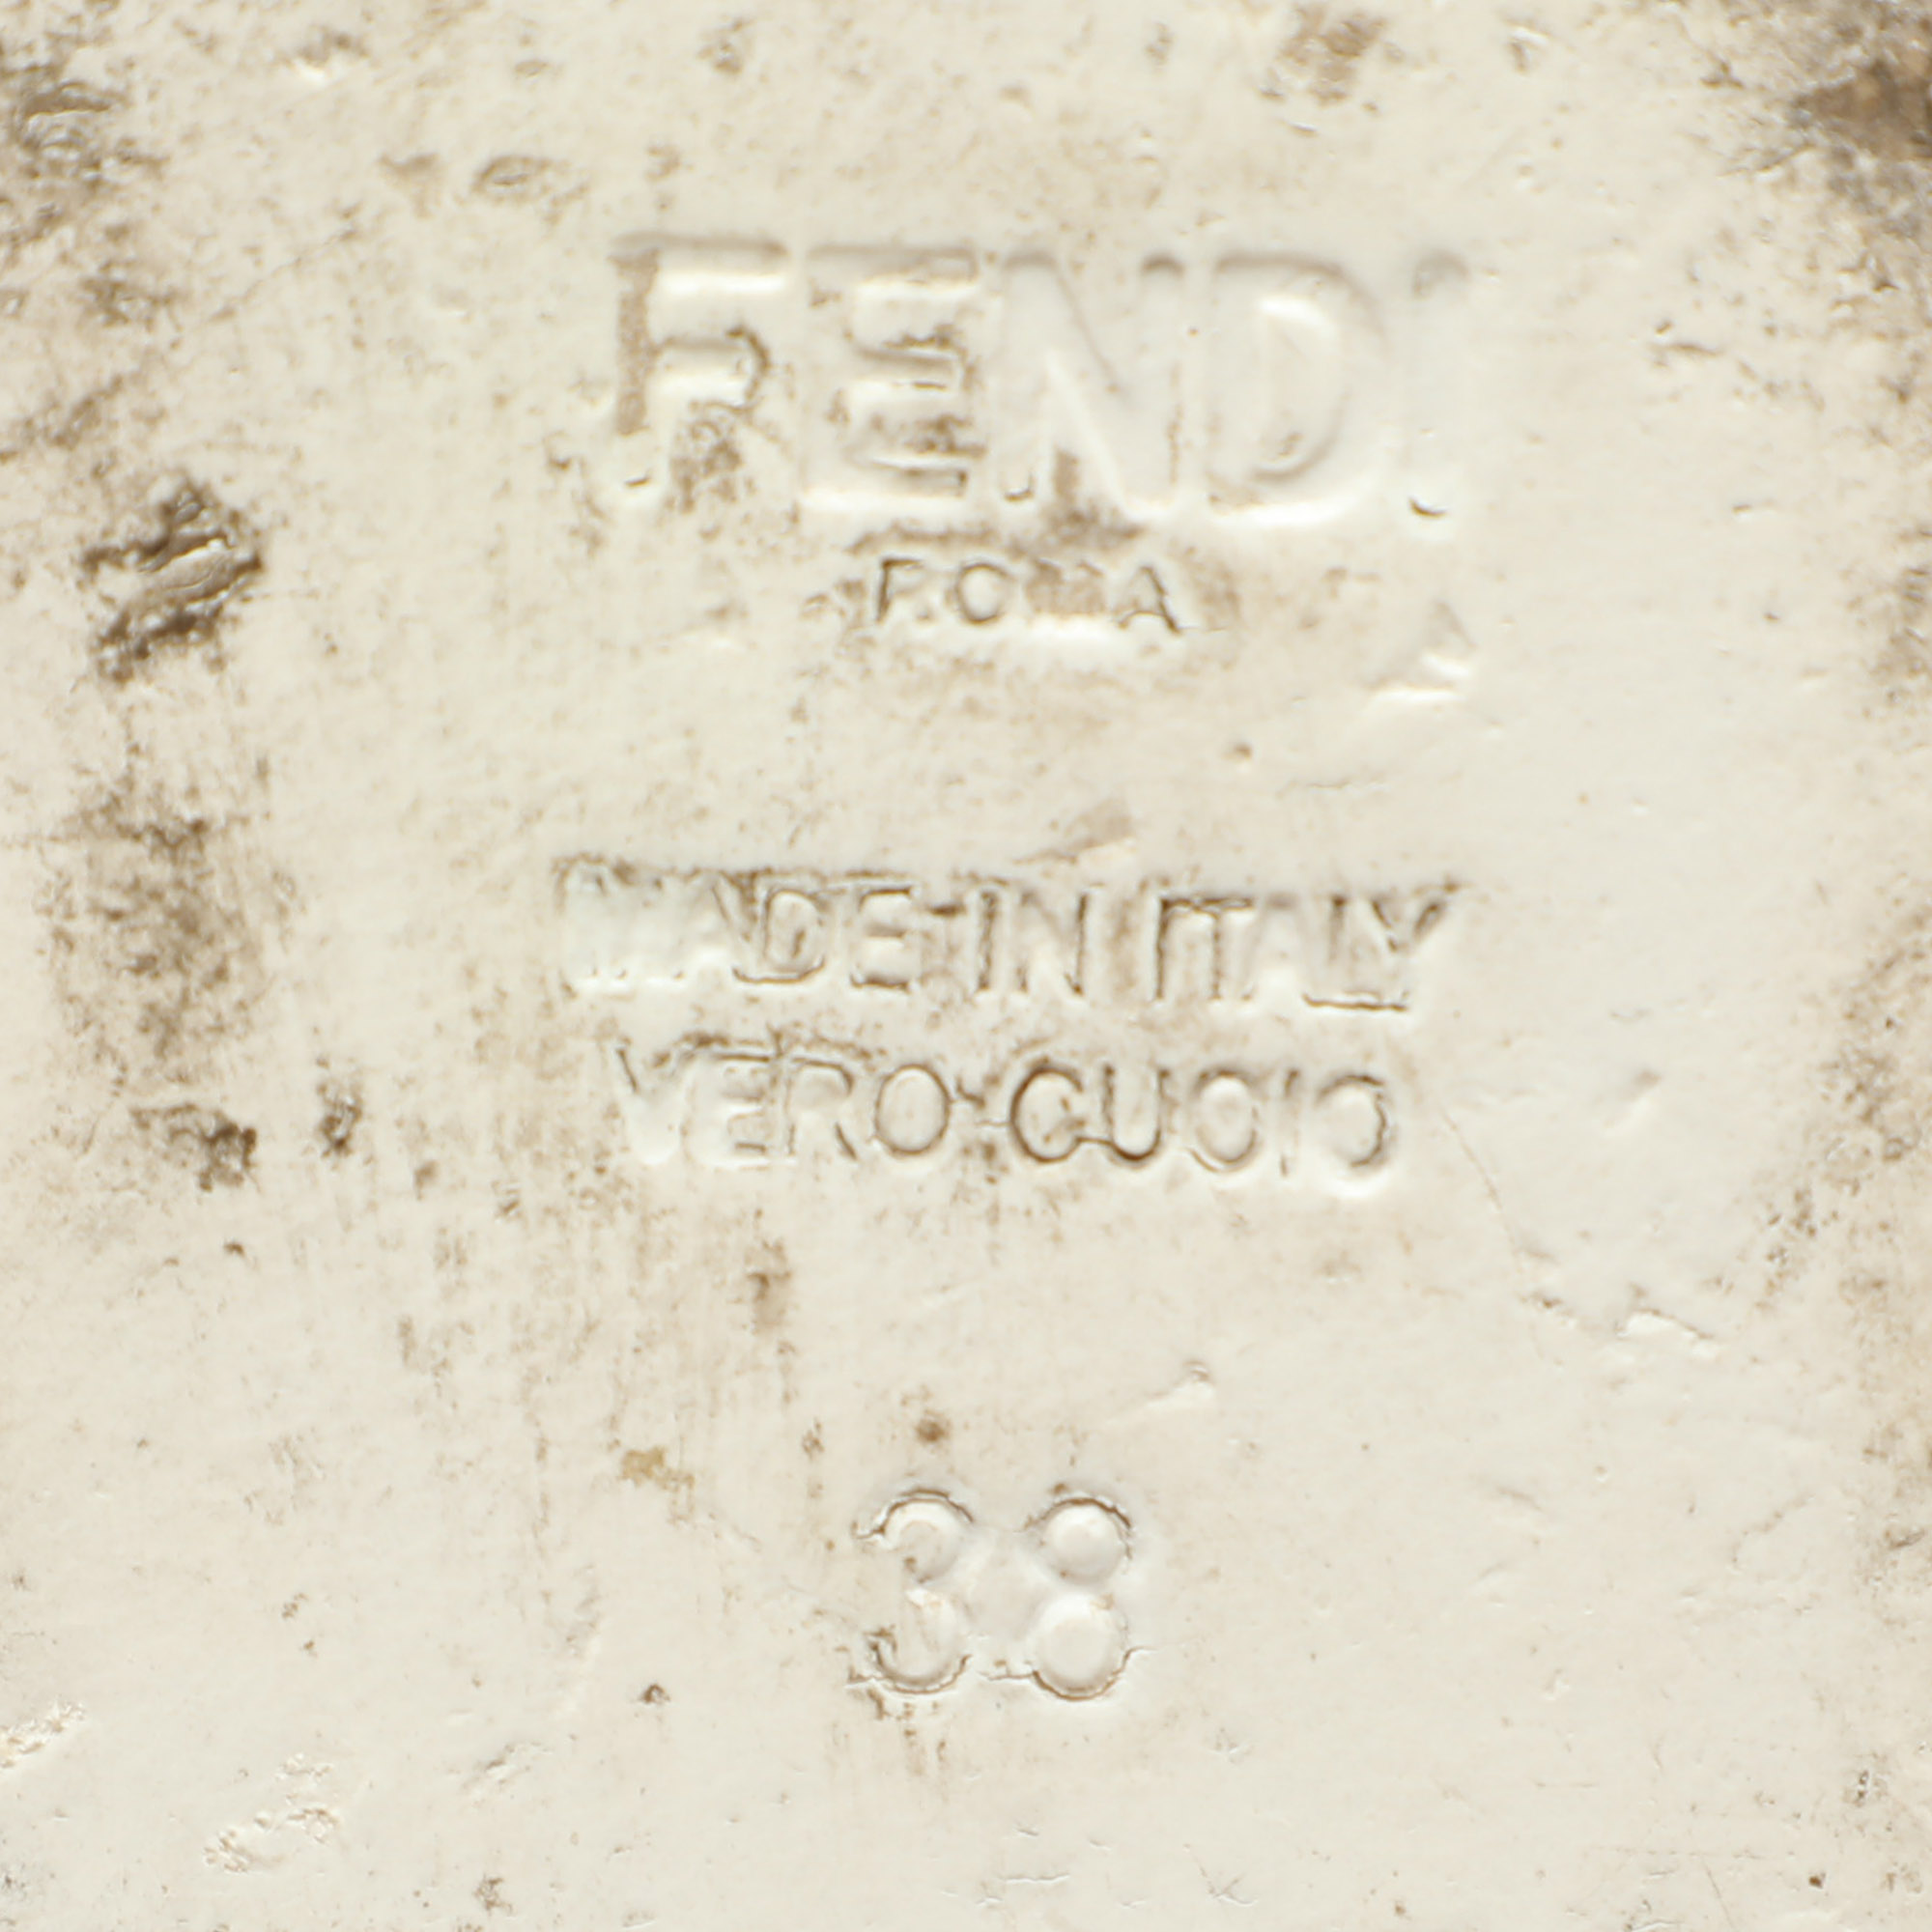 FENDI
ROMA
MADE IN ITALY
VERO CUOIO
38